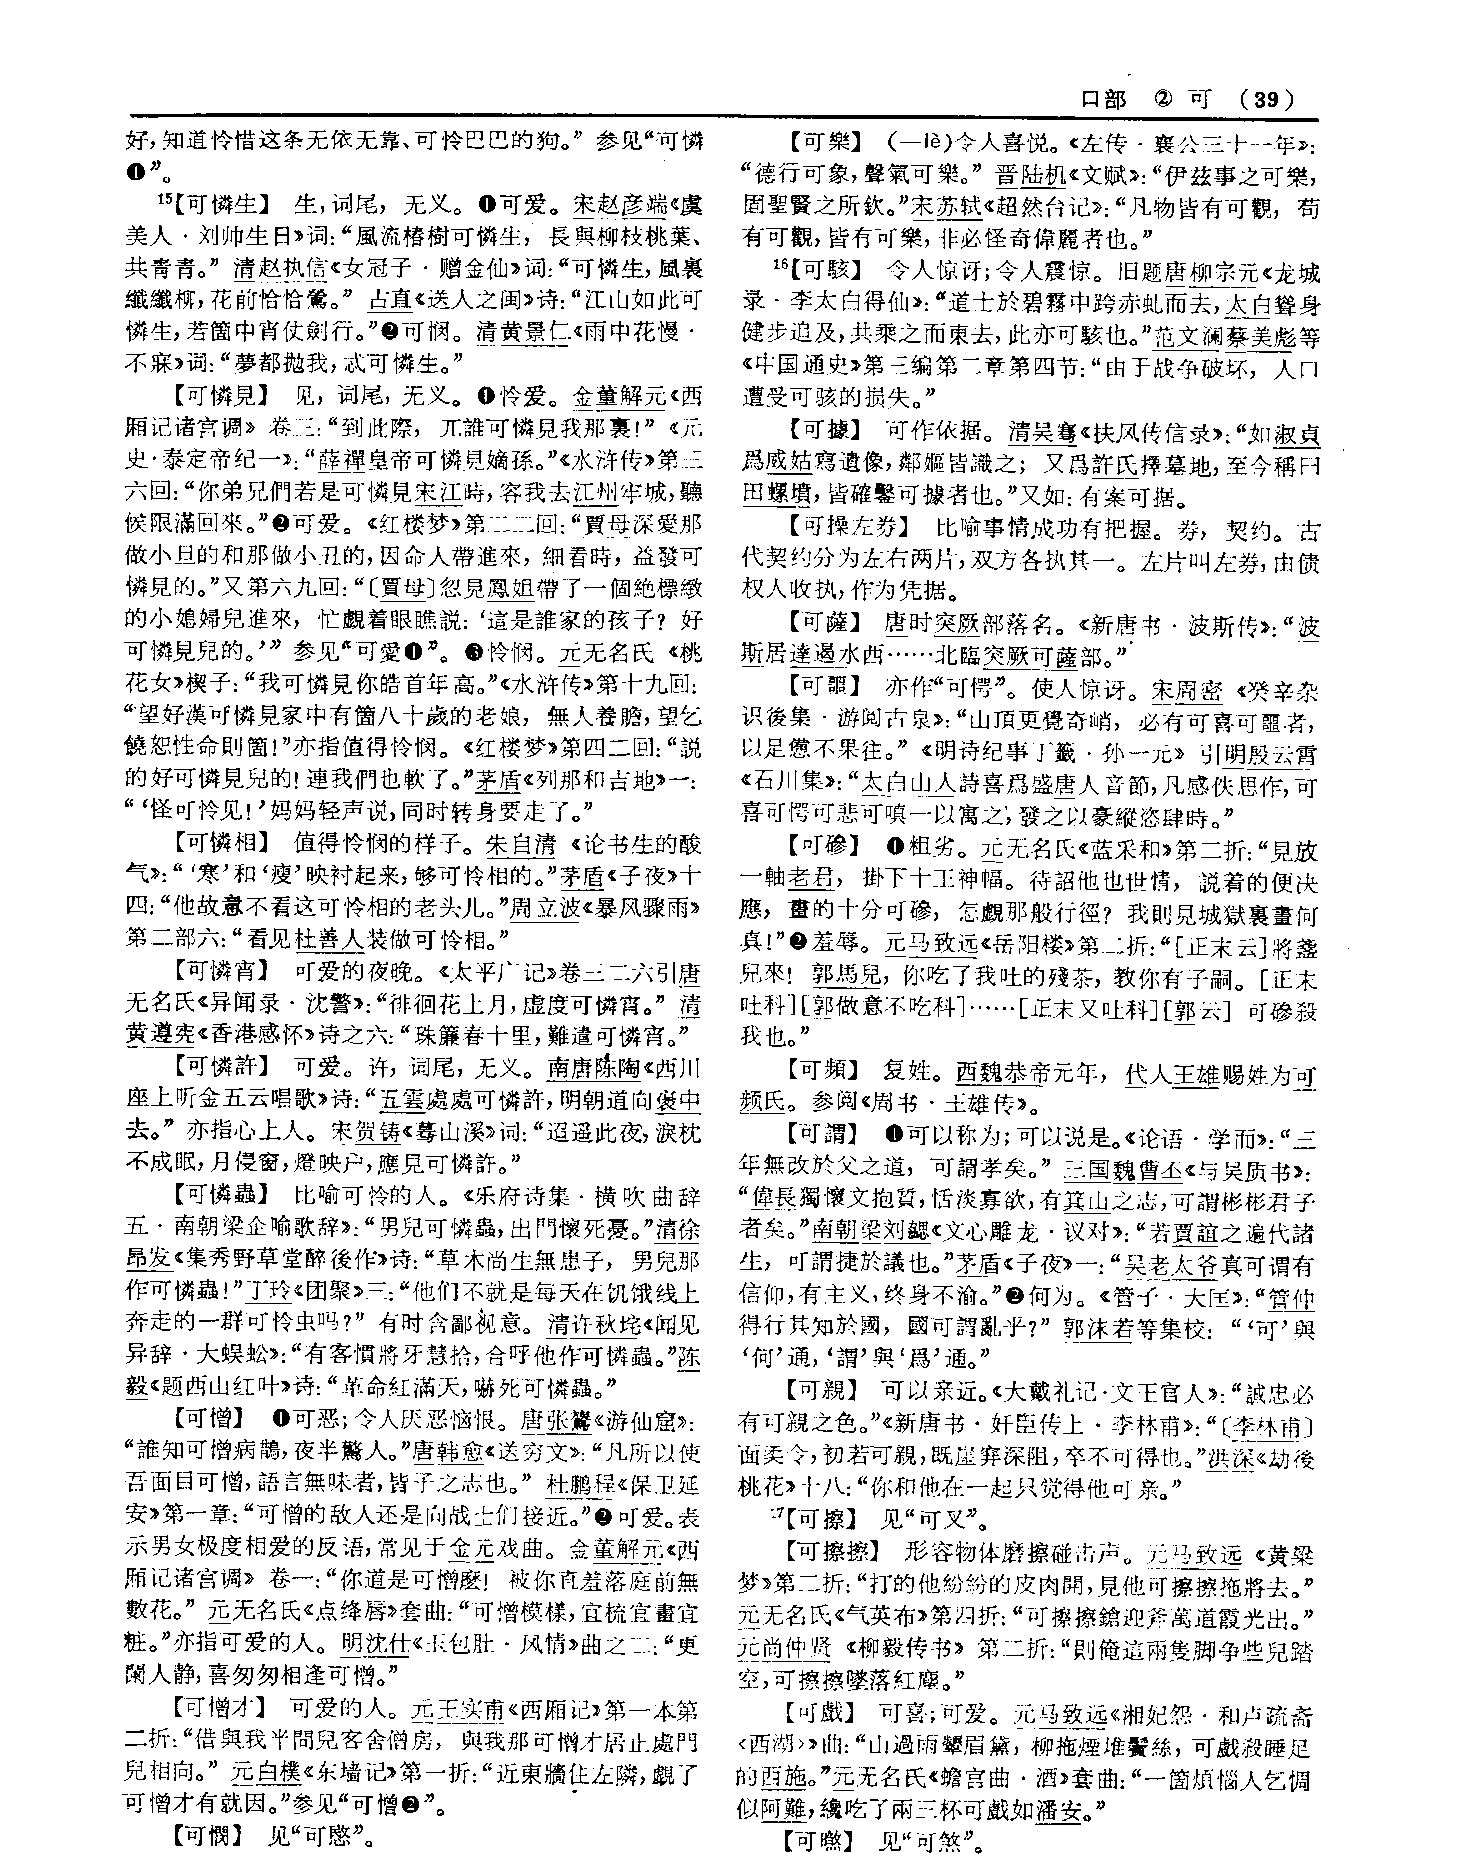 口部 ② 可 (39)
好,知道怜惜这条无依无靠、可怜巴巴的狗。”参见“可憐
❶”。
15【可憐生】 生,词尾,无义。❶可爱。宋赵彦端《虞
美人·刘帅生日》词:“風流椿樹可憐生,長與柳枝桃葉、
共青青。”清赵执信《女冠子·赠金仙》词:“可憐生,風裏
纖纖柳,花前恰恰鶯。”占直《送人之闽》诗:“江山如此可
憐生,若箇中肖仗劍行。”❷可悯。清黄景仁《雨中花慢·
不寐》词:“夢都抛我,忒可憐生。”
【可憐見】 见,词尾,无义。❶怜爱。金董解元《西
厢记诸宫调》卷三:“到此際,兀誰可憐見我那裏!”《元
史·泰定帝纪一》:“薛禪皇帝可憐見嫡孫。”《水浒传》第三
六回:“你弟兄們若是可憐見宋江時,容我去江州牢城,聽
候限滿回來。”❷可爱。《红楼梦》第二二回:“賈母深愛那
做小旦的和那做小丑的,因命人帶進來,細看時,益發可
憐見的。”又第六九回:“〔賈母〕忽見鳳姐帶了一個絶標緻
的小媳婦兒進來,忙覷着眼瞧説:‘這是誰家的孩子?好
可憐見兒的。’”参见“可愛❶”。❸怜悯。元无名氏《桃
花女》楔子:“我可憐見你皓首年高。”《水浒传》第十九回:
“望好漢可憐見家中有箇八十歲的老娘,無人養贍,望乞
饒恕性命則箇!”亦指值得怜悯。《红楼梦》第四二回:“説
的好可憐見兒的!連我們也軟了。”茅盾《列那和吉地》一:
“‘怪可怜见!’妈妈轻声说,同时转身要走了。”
【可憐相】 值得怜悯的样子。朱自清《论书生的酸
气》:“‘寒’和‘瘦’映衬起来,够可怜相的。”茅盾《子夜》十
四:“他故意不看这可怜相的老头儿。”周立波《暴风骤雨》
第二部六:“看见杜善人装做可怜相。”
【可憐宵】 可爱的夜晚。《太平广记》卷三二六引唐
无名氏《异闻录·沈警》:“徘徊花上月,虚度可憐宵。”清
黄遵宪《香港感怀》诗之六:“珠簾春十里,難遣可憐宵。”
【可憐許】 可爱。许,词尾,无义。南唐陈陶《西川
座上听金五云唱歌》诗:“五雲處處可憐許,明朝道向褒中
去。”亦指心上人。宋贺铸《蓦山溪》词:“迢遥此夜,淚枕
不成眠,月侵窗,燈映户,應見可憐許。”
【可憐蟲】 比喻可怜的人。《乐府诗集·横吹曲辞
五·南朝梁企喻歌辞》:“男兒可憐蟲,出門懷死憂。”清徐
昂发《集秀野草堂醉後作》诗:“草木尚生無患子,男兒那
作可憐蟲!”丁玲《团聚》三:“他们不就是每天在饥饿线上
奔走的一群可怜虫吗?”有时含鄙视意。清许秋垞《闻见
异辞·大蜈蚣》:“有客慣將牙慧拾,合呼他作可憐蟲。”陈
毅《题西山红叶》诗:“革命紅滿天,嚇死可憐蟲。”
【可憎】 ❶可恶;令人厌恶恼恨。唐张鷟《游仙窟》:
“誰知可憎病鵲,夜半驚人。”唐韩愈《送穷文》:“凡所以使
吾面目可憎,語言無味者,皆子之志也。”杜鹏程《保卫延
安》第一章:“可憎的敌人还是向战士们接近。”❷可爱。表
示男女极度相爱的反语,常见于金元戏曲。金董解元《西
厢记诸宫调》卷一:“你道是可憎麽!被你直羞落庭前無
數花。”元无名氏《点绛唇》套曲:“可憎模樣,宜梳宜畫宜
粧。”亦指可爱的人。明沈仕《玉包肚·风情》曲之二:“更
闌人静,喜匆匆相逢可憎。”
【可憎才】 可爱的人。元王实甫《西厢记》第一本第
二折:“借與我半間兒客舍僧房,與我那可憎才居止處門
兒相向。”元白樸《东墙记》第一折:“近東牆住左隣,覷了
可憎才有就因。”参见“可憎❷”。
【可憫】 见“可愍”。
【可樂】 (—lè)令人喜悦。《左传·襄公三十一年》:
“德行可象,聲氣可樂。”晋陆机《文赋》:“伊兹事之可樂,
固聖賢之所欽。”宋苏轼《超然台记》:“凡物皆有可觀,苟
有可觀,皆有可樂,非必怪奇偉麗者也。”
16【可駭】 令人惊讶;令人震惊。旧题唐柳宗元《龙城
录·李太白得仙》:“道士於碧霧中跨赤虬而去,太白聳身
健步追及,共乘之而東去,此亦可駭也。”范文澜蔡美彪等
《中国通史》第三编第二章第四节:“由于战争破坏,人口
遭受可骇的损失。”
【可據】 可作依据。清吴骞《扶风传信录》:“如淑貞
爲威姑寫遺像,鄰嫗皆識之;又爲許氏擇墓地,至今稱曰
田螺墳,皆確鑿可據者也。”又如:有案可据。
【可操左券】 比喻事情成功有把握。券,契约。古
代契约分为左右两片,双方各执其一。左片叫左券,由债
权人收执,作为凭据。
【可薩】 唐时突厥部落名。《新唐书·波斯传》:“波
斯居達遏水西……北臨突厥可薩部。”
【可噩】 亦作“可愕”。使人惊讶。宋周密《癸辛杂
识後集·游阅古泉》:“山頂更覺奇峭,必有可喜可噩者,
以足憊不果往。”《明诗纪事丁籤·孙一元》引明殷云霄
《石川集》:“太白山人詩喜爲盛唐人音節,凡感佚思作,可
喜可愕可悲可嗔一以寓之,發之以豪縱恣肆時。”
【可磣】 ❶粗劣。元无名氏《蓝采和》第二折:“見放
一軸老君,掛下十王神幅。待詔他也世情,説着的便决
應,畫的十分可磣,怎覷那般行徑?我則見城獄裏畫何
真!”❷羞辱。元马致远《岳阳楼》第二折:“[正末云]將盞
兒來!郭馬兒,你吃了我吐的殘茶,教你有子嗣。[正末
吐科][郭做意不吃科]……[正末又吐科][郭云] 可磣殺
我也。”
【可頻】 复姓。西魏恭帝元年,代人王雄赐姓为可
频氏。参阅《周书·王雄传》。
【可謂】 ❶可以称为;可以说是。《论语·学而》:“三
年無改於父之道,可謂孝矣。”三国魏曹丕《与吴质书》:
“偉長獨懷文抱質,恬淡寡欲,有箕山之志,可謂彬彬君子
者矣。”南朝梁刘勰《文心雕龙·议对》:“若賈誼之遍代諸
生,可謂捷於議也。”茅盾《子夜》一:“吴老太爷真可谓有
信仰,有主义,终身不渝。”❷何为。《管子·大匡》:“管仲
得行其知於國,國可謂亂乎?”郭沫若等集校:“‘可’與
‘何’通,‘謂’與‘爲’通。”
【可親】 可以亲近。《大戴礼记·文王官人》:“誠忠必
有可親之色。”《新唐书·奸臣传上·李林甫》:“〔李林甫〕
面柔令,初若可親,既崖穽深阻,卒不可得也。”洪深《劫後
桃花》十八:“你和他在一起只觉得他可亲。”
17【可擦】 见“可叉”。
【可擦擦】 形容物体磨擦碰击声。元马致远《黄粱
梦》第二折:“打的他紛紛的皮肉開,見他可擦擦拖將去。”
元无名氏《气英布》第四折:“可擦擦鎗迎斧萬道霞光出。”
元尚仲贤《柳毅传书》第二折:“則俺這兩隻脚争些兒踏
空,可擦擦墜落紅塵。”
【可戲】 可喜;可爱。元马致远《湘妃怨·和卢疏斋
〈西湖〉》曲:“山過雨顰眉黛,柳拖煙堆鬢絲,可戲殺睡足
的西施。”元无名氏《蟾宫曲·酒》套曲:“一箇煩惱人乞惆
似阿難,纔吃了兩三杯可戲如潘安。”
【可㬠】 见“可煞”。